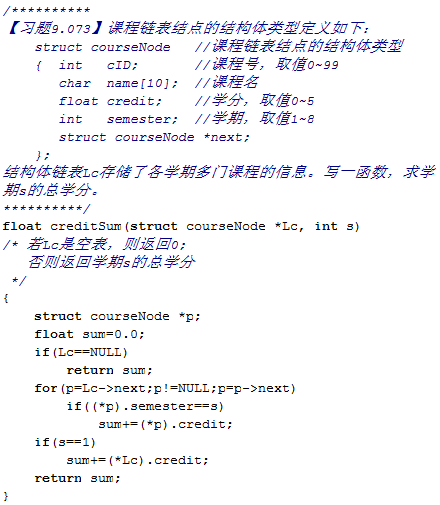 /**********
【习题9.073】课程链表结点的结构体类型定义如下:
struct courseNode //课程链表结点的结构体类型
{ int cID; //课程号，取值0~99
char name[10]; //课程名
float credit; //学分，取值0~5
int semester; //学期，取值1~8
struct courseNode *next;
};
结构体链表Lc存储了各学期多门课程的信息。写一函数，求学
期s的总学分。
**********/
float creditSum(struct courseNode *Lc, int s)
/* 若Lc是空表，则返回0;
否则返回学期s的总学分
*/
{
struct courseNode *p;
float sum=0.0;
if(Lc==NULL)
return sum;
for(p=Lc->next;p!=NULL;p=p->next)
if((*p).semester==s)
sum+=(*p).credit;
if(s==1)
sum+=(*Lc).credit;
return sum;
}